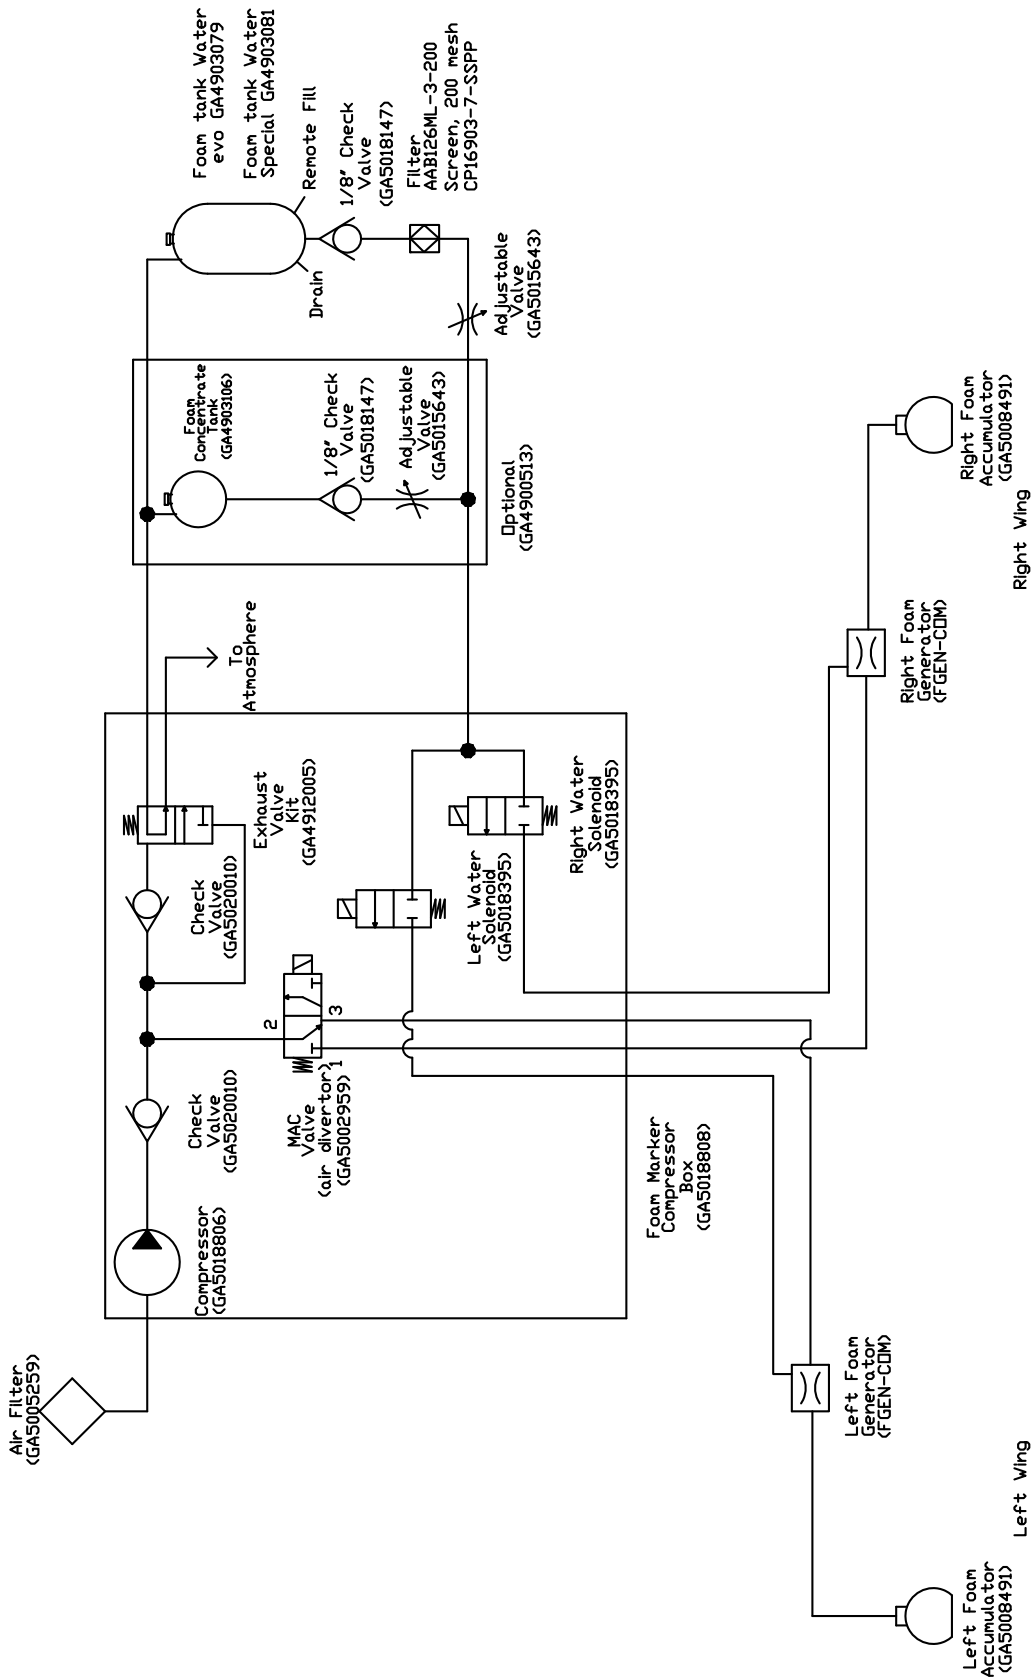 Air Filter
(GA5005259)
Compressor
(GA5018806)
Check
Valve
(GA5020010)
MAC
Valve
(air divertor)
(GA5002959)
2
3
1
Check
Valve
(GA5020010)
Exhaust
Valve
Kit
(GA4912005)
To
Atmosphere
Foam
Concentrate
Tank
(GA4903106)
1/8" Check
Valve
(GA5018147)
Adjustable
Valve
(GA5015643)
Optional
(GA4900513)
Foam tank Water
evo GA4903079
Foam tank Water
Special GA4903081
Remote Fill
Drain
1/8" Check
Valve
(GA5018147)
Filter
AAB126ML-3-200
Screen, 200 mesh
CP16903-7-SSPP
Adjustable
Valve
(GA5015643)
Left Water
Solenoid
(GA5018395)
Right Water
Solenoid
(GA5018395)
Foam Marker
Compressor
Box
(GA5018808)
Left Foam
Generator
(FGEN-COM)
Right Foam
Generator
(FGEN-COM)
Left Foam
Accumulator
(GA5008491)
Left Wing
Right Foam
Accumulator
(GA5008491)
Right Wing